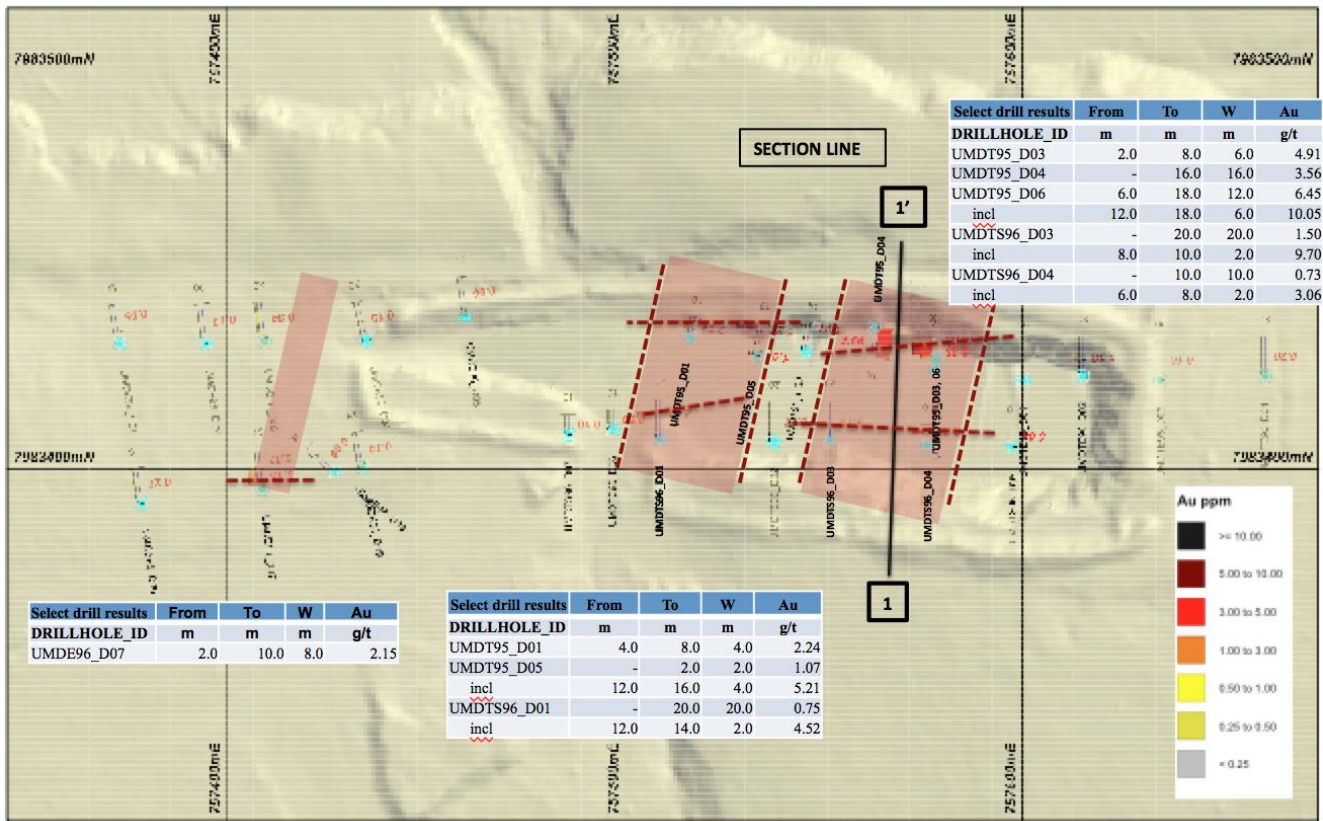 757400mE
757500mE
757600mE
7983500mN
7983500mN
SECTION LINE
1'
Select drill results From To W Au
DRILLHOLE_ID m m m g/t
UMDT95_D03 2.0 8.0 6.0 4.91
UMDT95_D04 - 16.0 16.0 3.56
UMDT95_D06 6.0 18.0 12.0 6.45
incl 12.0 18.0 6.0 10.05
UMDTS96_D03 - 20.0 20.0 1.50
incl 8.0 10.0 2.0 9.70
UMDTS96_D04 - 10.0 10.0 0.73
incl 6.0 8.0 2.0 3.06
UMDT95_D04
UMDT95_D01
UMDT95_D05
UMDT95_D03, 06
UMDTS96_D01
UMDTS96_D03
UMDTS96_D04
7983400mN
7983400mN
1
Select drill results From To W Au
DRILLHOLE_ID m m m g/t
UMDE96_D07 2.0 10.0 8.0 2.15
Select drill results From To W Au
DRILLHOLE_ID m m m g/t
UMDT95_D01 4.0 8.0 4.0 2.24
UMDT95_D05 - 2.0 2.0 1.07
incl 12.0 16.0 4.0 5.21
UMDTS96_D01 - 20.0 20.0 0.75
incl 12.0 14.0 2.0 4.52
Au ppm
>= 10.00
5.00 to 10.00
3.00 to 5.00
1.00 to 3.00
0.50 to 1.00
0.25 to 0.50
< 0.25
757400mE
757500mE
757600mE